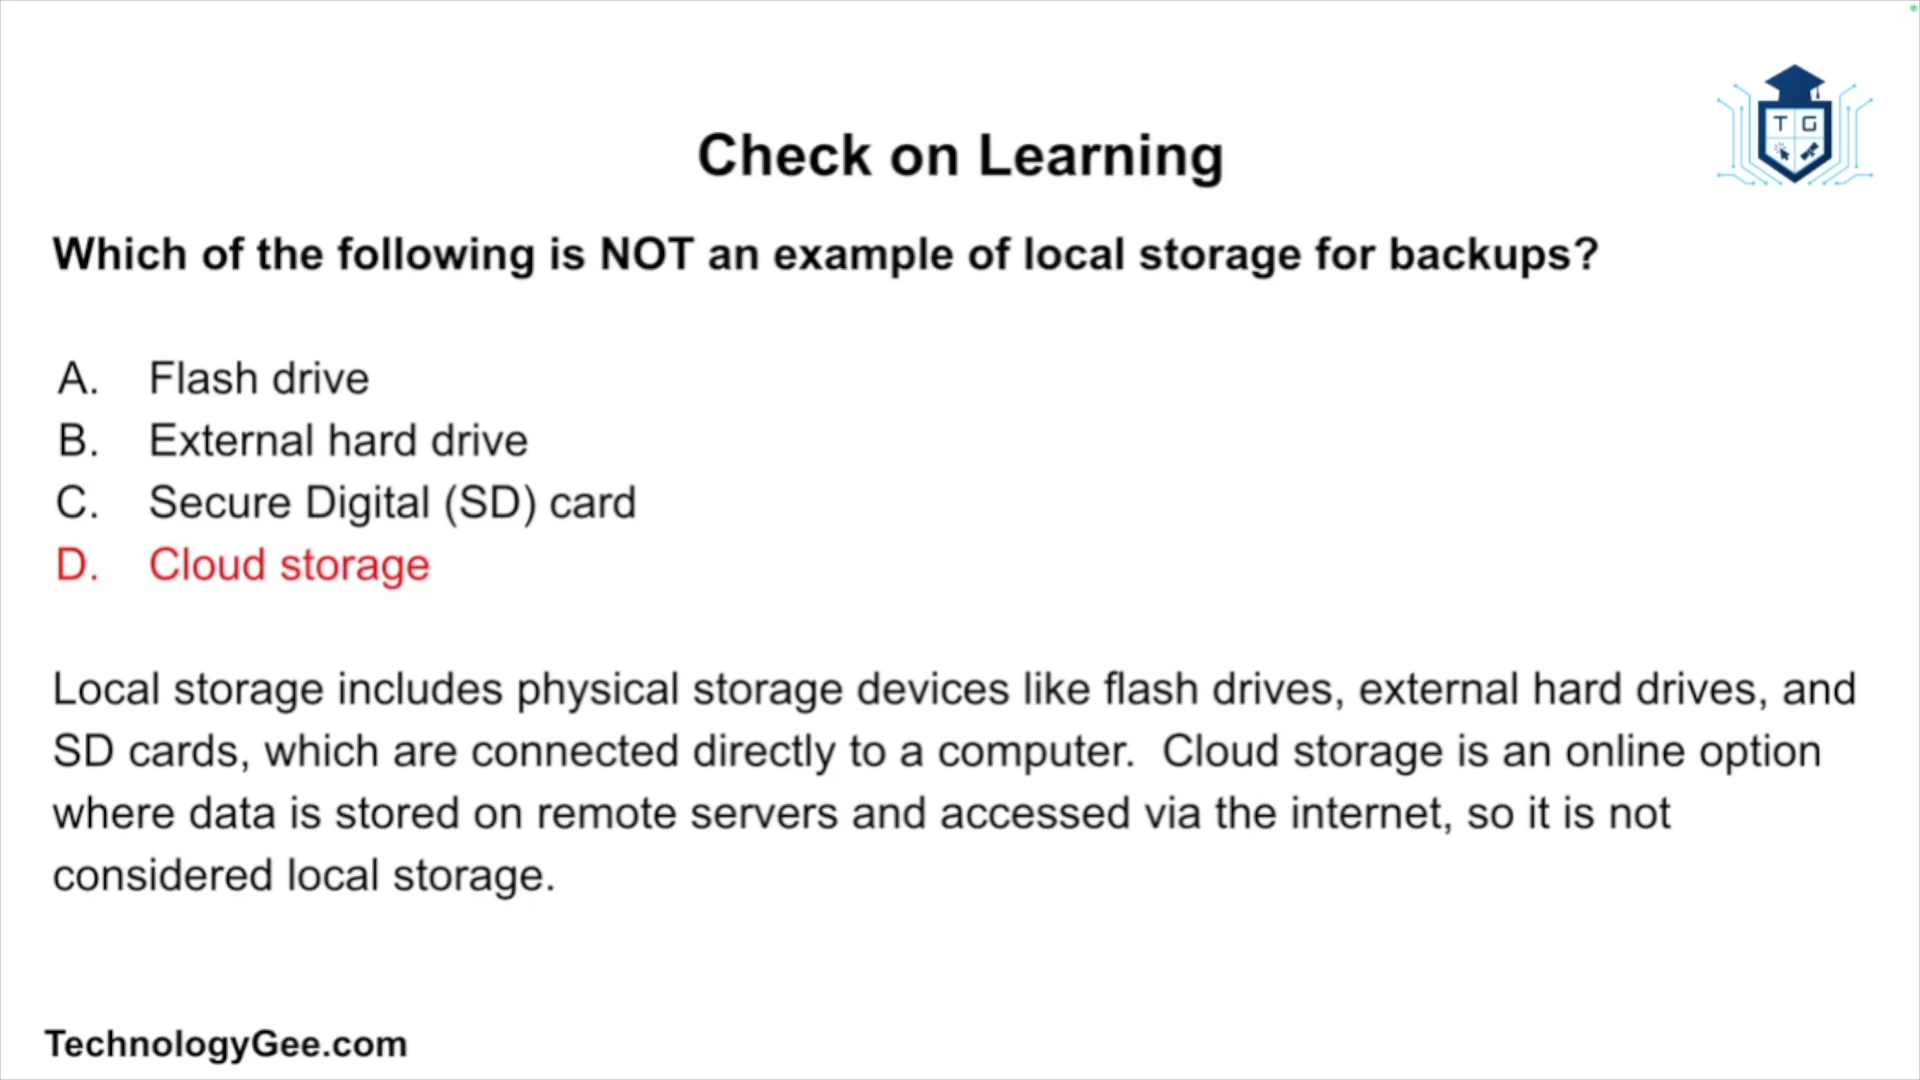 T G
Check on Learning
Which of the following is NOT an example of local storage for backups?
A. Flash drive
B. External hard drive
C. Secure Digital (SD) card
D. Cloud storage
Local storage includes physical storage devices like flash drives, external hard drives, and
SD cards, which are connected directly to a computer.  Cloud storage is an online option
where data is stored on remote servers and accessed via the internet, so it is not
considered local storage.
TechnologyGee.com